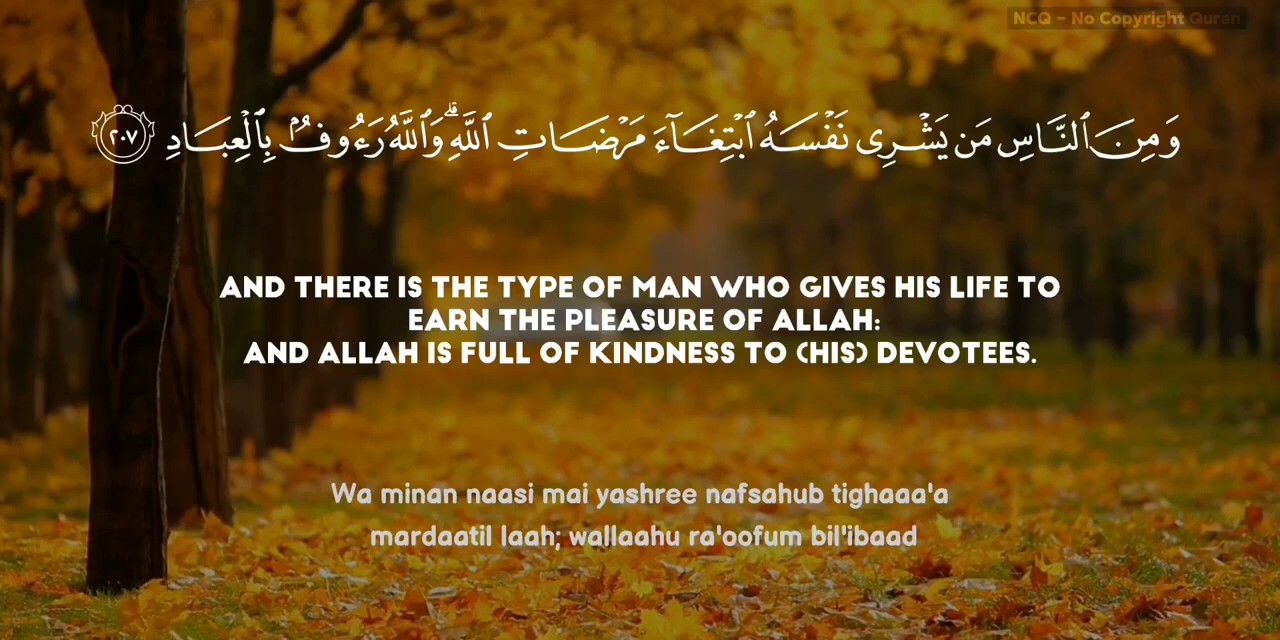 NCQ - No Copyright Quran
وَمِنَ ٱلنَّاسِ مَن يَشْرِى نَفْسَهُ ٱبْتِغَآءَ مَرْضَاتِ ٱللَّهِ ۗ وَٱللَّهُ رَءُوفٌۢ بِٱلْعِبَادِ ٢٠٧
AND THERE IS THE TYPE OF MAN WHO GIVES HIS LIFE TO
EARN THE PLEASURE OF ALLAH:
AND ALLAH IS FULL OF KINDNESS TO (HIS) DEVOTEES.
Wa minan naasi mai yashree nafsahub tighaaa'a
mardaatil laah; wallaahu ra'oofum bil'ibaad